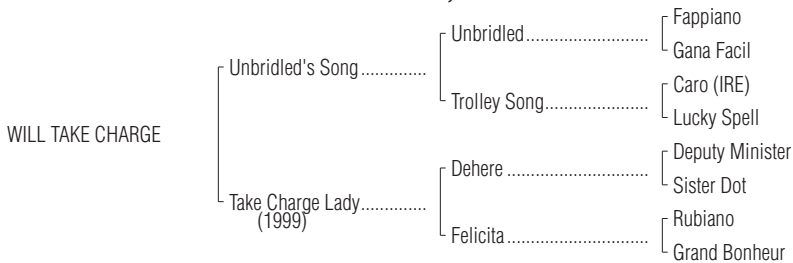 Fappiano
Unbridled..............................
Gana Facil
Unbridled's Song..............
Caro (IRE)
Trolley Song.........................
Lucky Spell
WILL TAKE CHARGE
Deputy Minister
Dehere ..................................
Sister Dot
Take Charge Lady..............
(1999)
Rubiano
Felicita..................................
Grand Bonheur